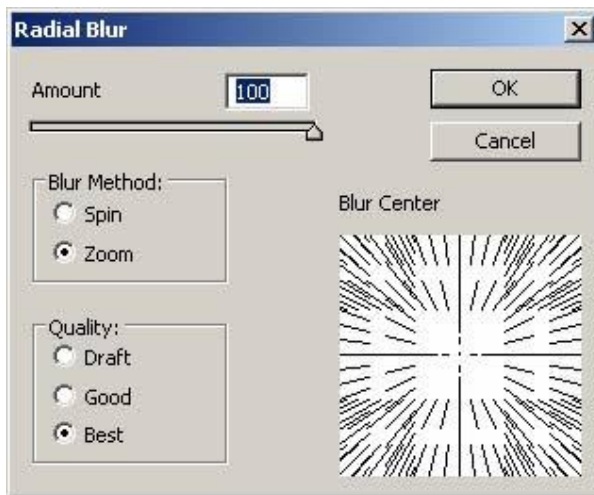 Radial Blur
Amount 100
OK
Cancel
Blur Method:
Spin
Zoom
Blur Center
Quality:
Draft
Good
Best